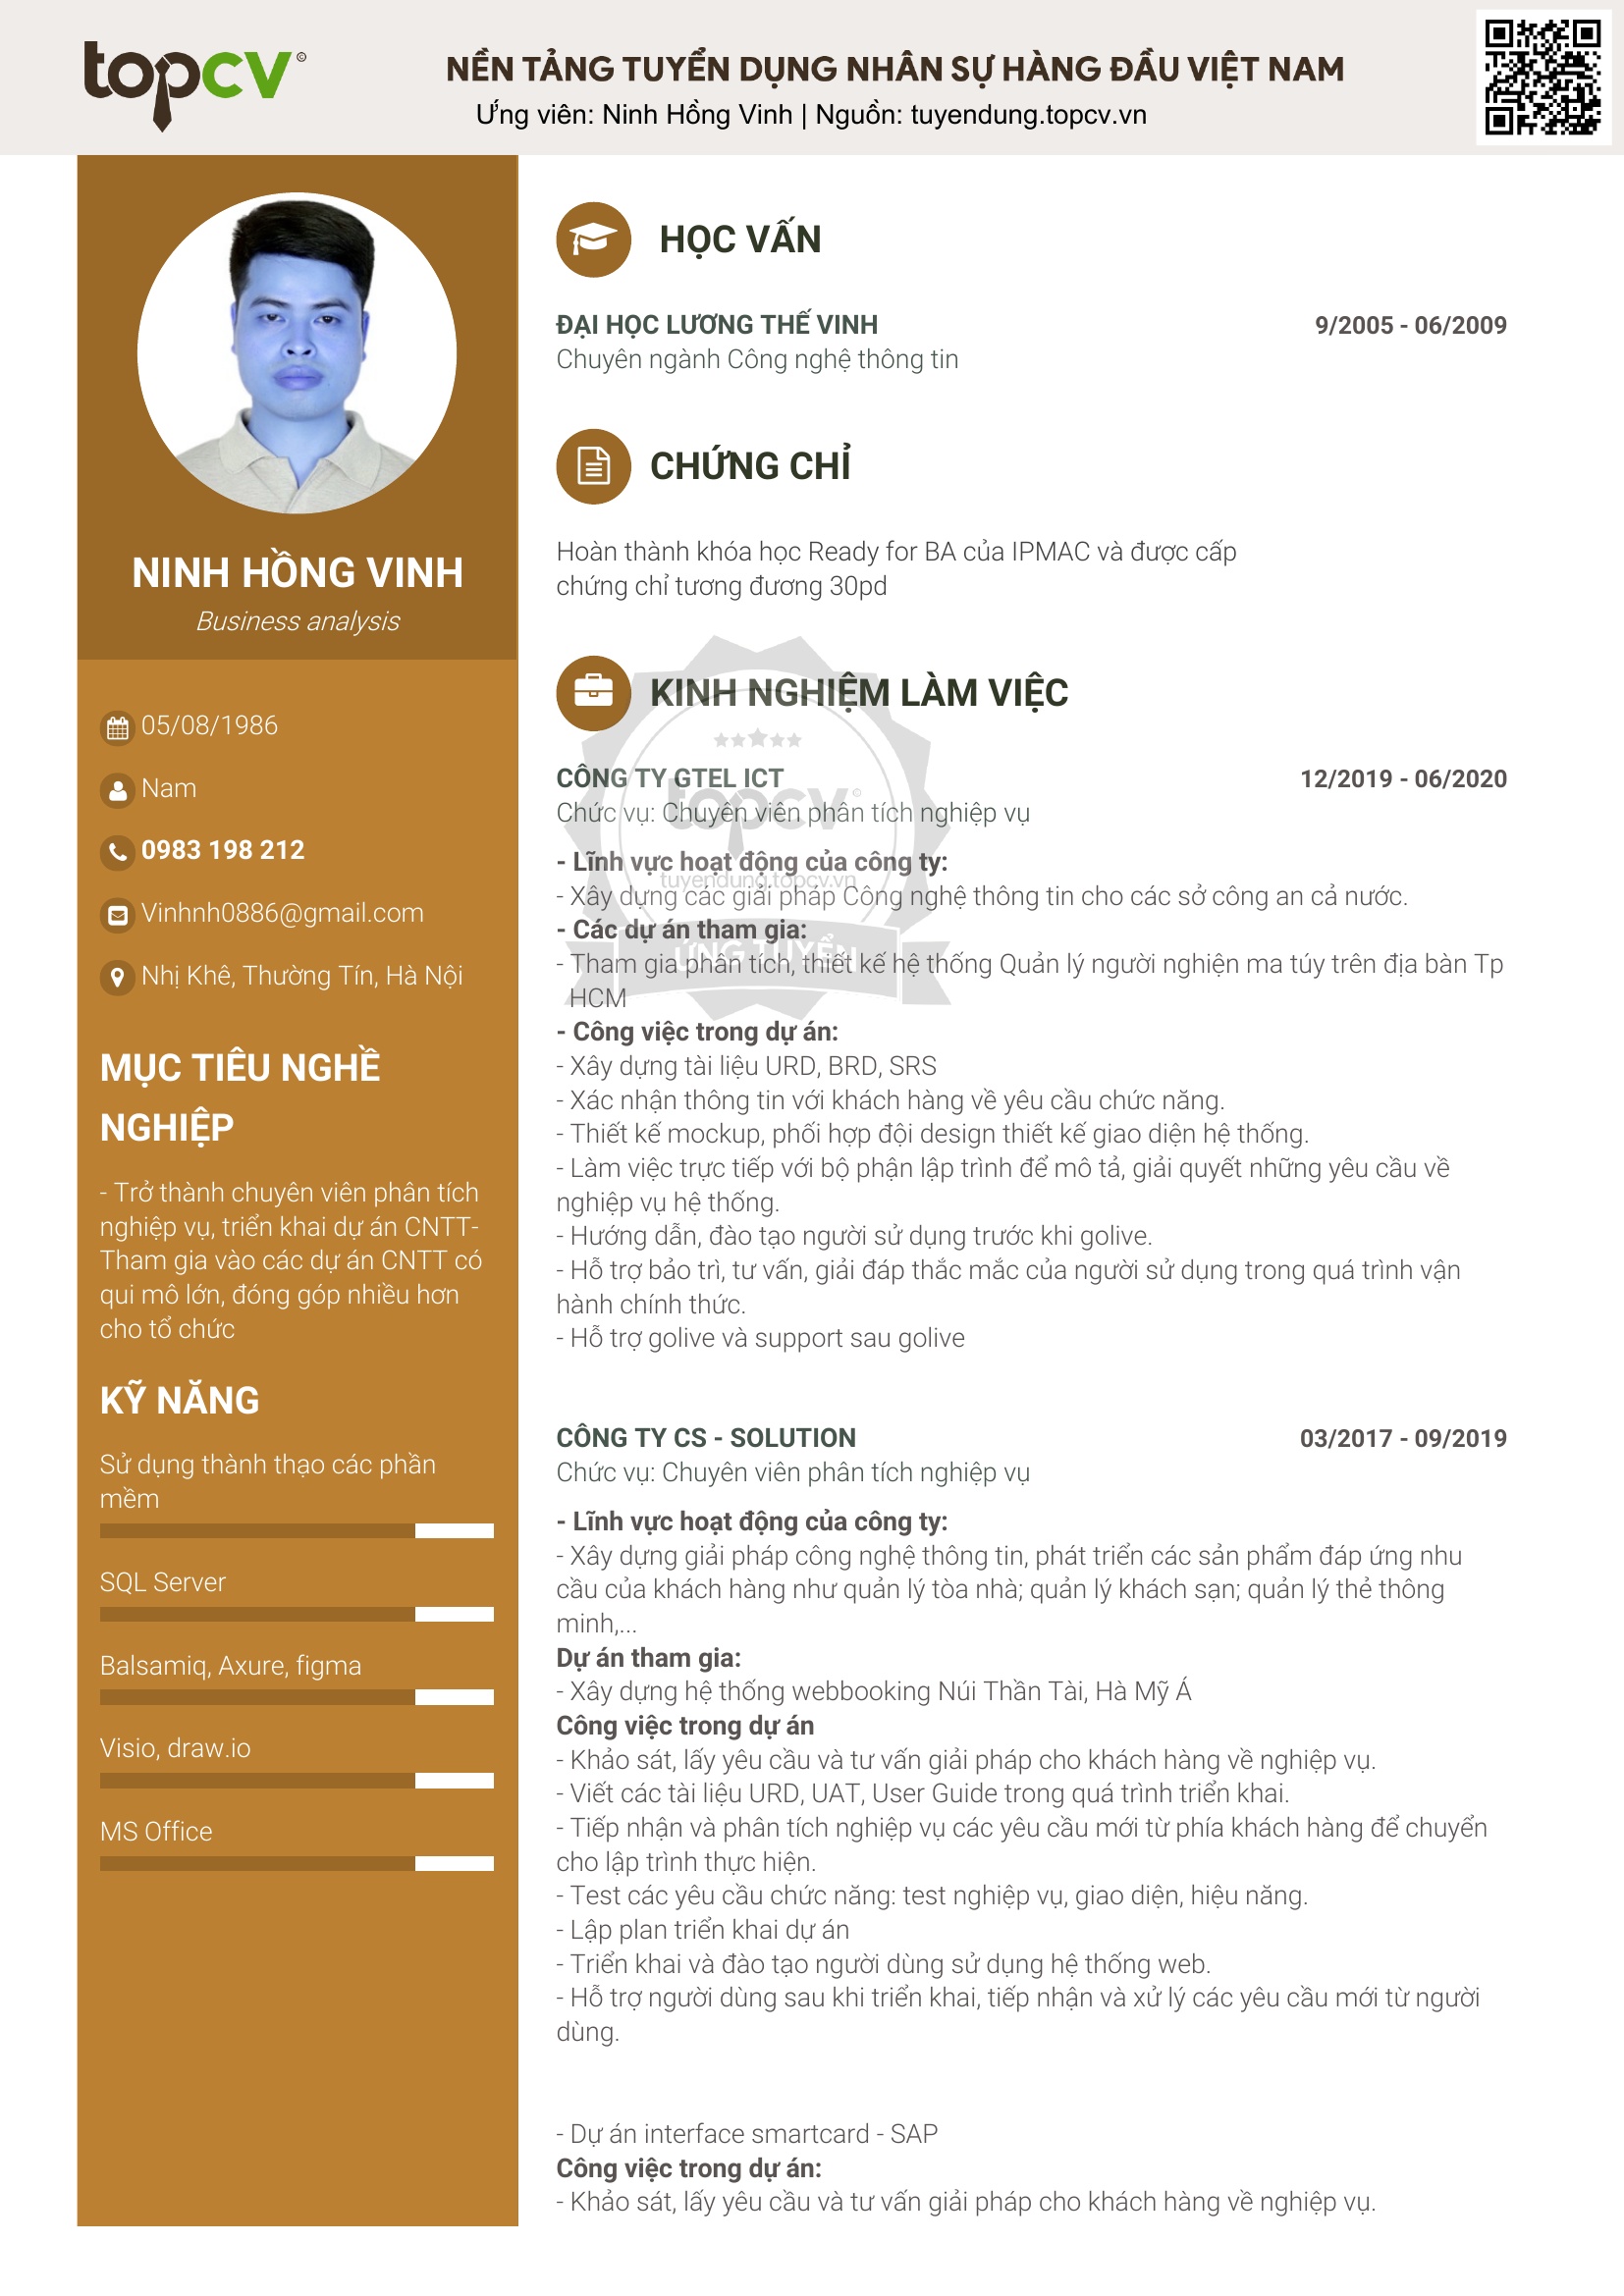 topcv©
NỀN TẢNG TUYỂN DỤNG NHÂN SỰ HÀNG ĐẦU VIỆT NAM
Ứng viên: Ninh Hồng Vinh | Nguồn: tuyendung.topcv.vn
NINH HỒNG VINH
Business analysis
05/08/1986
Nam
0983 198 212
Vinhnh0886@gmail.com
Nhị Khê, Thường Tín, Hà Nội
MỤC TIÊU NGHỀ
NGHIỆP
- Trở thành chuyên viên phân tích
nghiệp vụ, triển khai dự án CNTT-
Tham gia vào các dự án CNTT có
qui mô lớn, đóng góp nhiều hơn
cho tổ chức
KỸ NĂNG
Sử dụng thành thạo các phần
mềm
SQL Server
Balsamiq, Axure, figma
Visio, draw.io
MS Office
HỌC VẤN
ĐẠI HỌC LƯƠNG THẾ VINH 9/2005 - 06/2009
Chuyên ngành Công nghệ thông tin
CHỨNG CHỈ
Hoàn thành khóa học Ready for BA của IPMAC và được cấp
chứng chỉ tương đương 30pd
KINH NGHIỆM LÀM VIỆC
CÔNG TY GTEL ICT 12/2019 - 06/2020
topcv©
Chức vụ: Chuyên viên phân tích nghiệp vụ
- Lĩnh vực hoạt động của công ty:
tuyendung.topcv.vn
- Xây dựng các giải pháp Công nghệ thông tin cho các sở công an cả nước.
- Các dự án tham gia:
ỨNG TUYỂN
- Tham gia phân tích, thiết kế hệ thống Quản lý người nghiện ma túy trên địa bàn Tp
HCM
- Công việc trong dự án:
- Xây dựng tài liệu URD, BRD, SRS
- Xác nhận thông tin với khách hàng về yêu cầu chức năng.
- Thiết kế mockup, phối hợp đội design thiết kế giao diện hệ thống.
- Làm việc trực tiếp với bộ phận lập trình để mô tả, giải quyết những yêu cầu về
nghiệp vụ hệ thống.
- Hướng dẫn, đào tạo người sử dụng trước khi golive.
- Hỗ trợ bảo trì, tư vấn, giải đáp thắc mắc của người sử dụng trong quá trình vận
hành chính thức.
- Hỗ trợ golive và support sau golive
CÔNG TY CS - SOLUTION 03/2017 - 09/2019
Chức vụ: Chuyên viên phân tích nghiệp vụ
- Lĩnh vực hoạt động của công ty:
- Xây dựng giải pháp công nghệ thông tin, phát triển các sản phẩm đáp ứng nhu
cầu của khách hàng như quản lý tòa nhà; quản lý khách sạn; quản lý thẻ thông
minh,...
Dự án tham gia:
- Xây dựng hệ thống webbooking Núi Thần Tài, Hà Mỹ Á
Công việc trong dự án
- Khảo sát, lấy yêu cầu và tư vấn giải pháp cho khách hàng về nghiệp vụ.
- Viết các tài liệu URD, UAT, User Guide trong quá trình triển khai.
- Tiếp nhận và phân tích nghiệp vụ các yêu cầu mới từ phía khách hàng để chuyển
cho lập trình thực hiện.
- Test các yêu cầu chức năng: test nghiệp vụ, giao diện, hiệu năng.
- Lập plan triển khai dự án
- Triển khai và đào tạo người dùng sử dụng hệ thống web.
- Hỗ trợ người dùng sau khi triển khai, tiếp nhận và xử lý các yêu cầu mới từ người
dùng.
- Dự án interface smartcard - SAP
Công việc trong dự án:
- Khảo sát, lấy yêu cầu và tư vấn giải pháp cho khách hàng về nghiệp vụ.